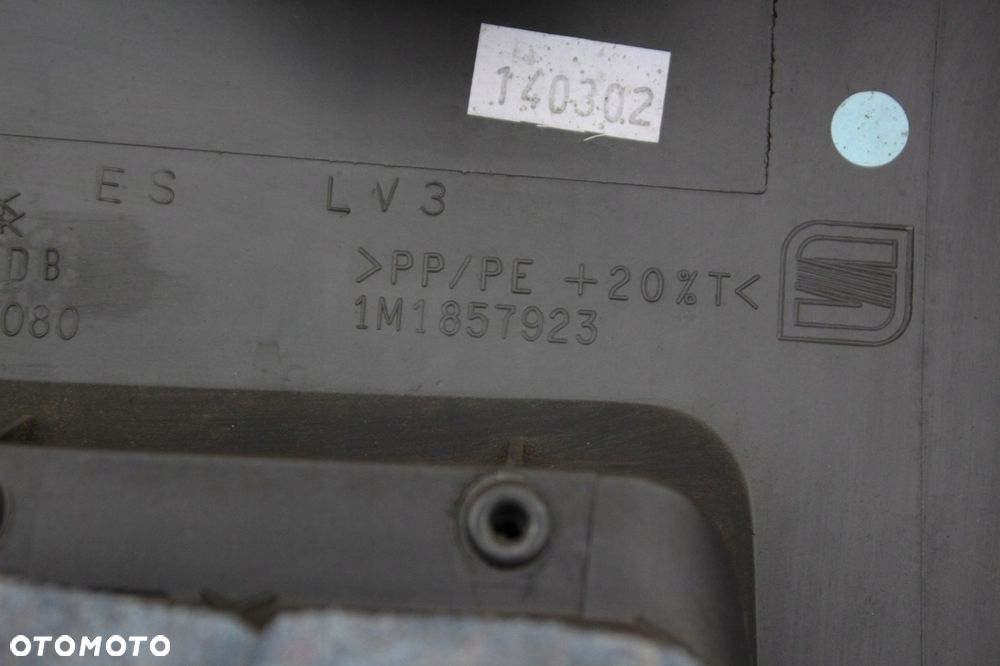 140302
ES LV3
DB >PP/PE +20%T<
080 1M1857923
OTOMOTO